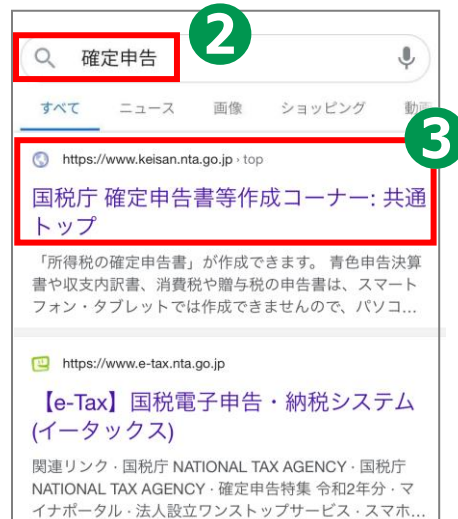 2
確定申告
すべて ニュース 画像 ショッピング 動画
3
https://www.keisan.nta.go.jp › top
国税庁 確定申告書等作成コーナー: 共通
トップ
「所得税の確定申告書」が作成できます。 青色申告決算
書や収支内訳書、消費税や贈与税の申告書は、スマート
フォン・タブレットでは作成できませんので、パソコ...
https://www.e-tax.nta.go.jp
【e-Tax】国税電子申告・納税システム
(イータックス)
関連リンク · 国税庁 NATIONAL TAX AGENCY · 国税庁
NATIONAL TAX AGENCY · 確定申告特集 令和2年分 · マ
イナポータル · 法人設立ワンストップサービス · スマホ...